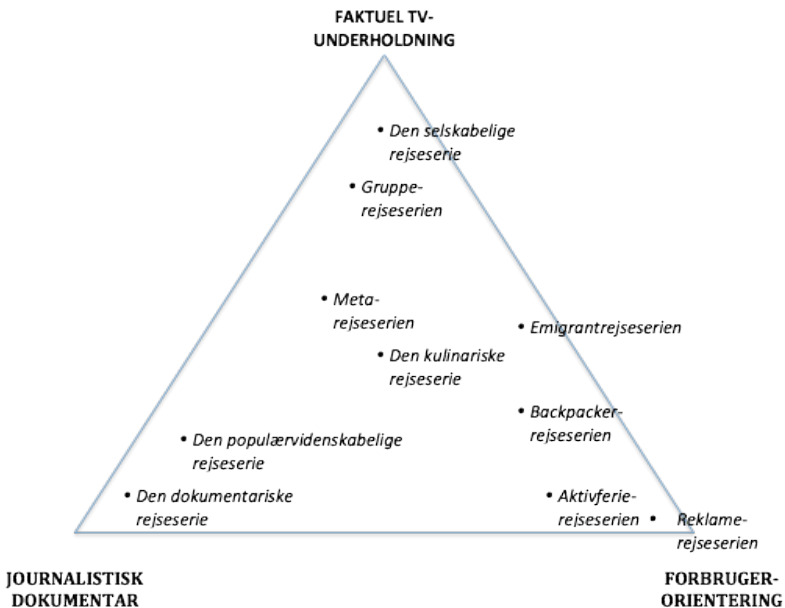 FAKTUEL TV-
UNDERHOLDNING
• Den selskabelige
rejseserie
• Gruppe-
rejseserien
• Meta-
rejseserien
• Emigrantrejseserien
• Den kulinariske
rejseserie
• Backpacker-
rejseserien
• Den populærvidenskabelige
rejseserie
• Den dokumentariske
rejseserie
• Aktivferie-
rejseserien
• Reklame-
rejseserien
JOURNALISTISK
DOKUMENTAR
FORBRUGER-
ORIENTERING